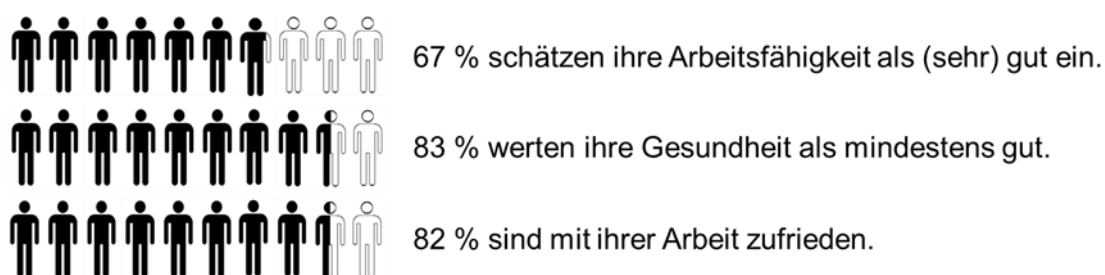 67 % schätzen ihre Arbeitsfähigkeit als (sehr) gut ein.
83 % werten ihre Gesundheit als mindestens gut.
82 % sind mit ihrer Arbeit zufrieden.